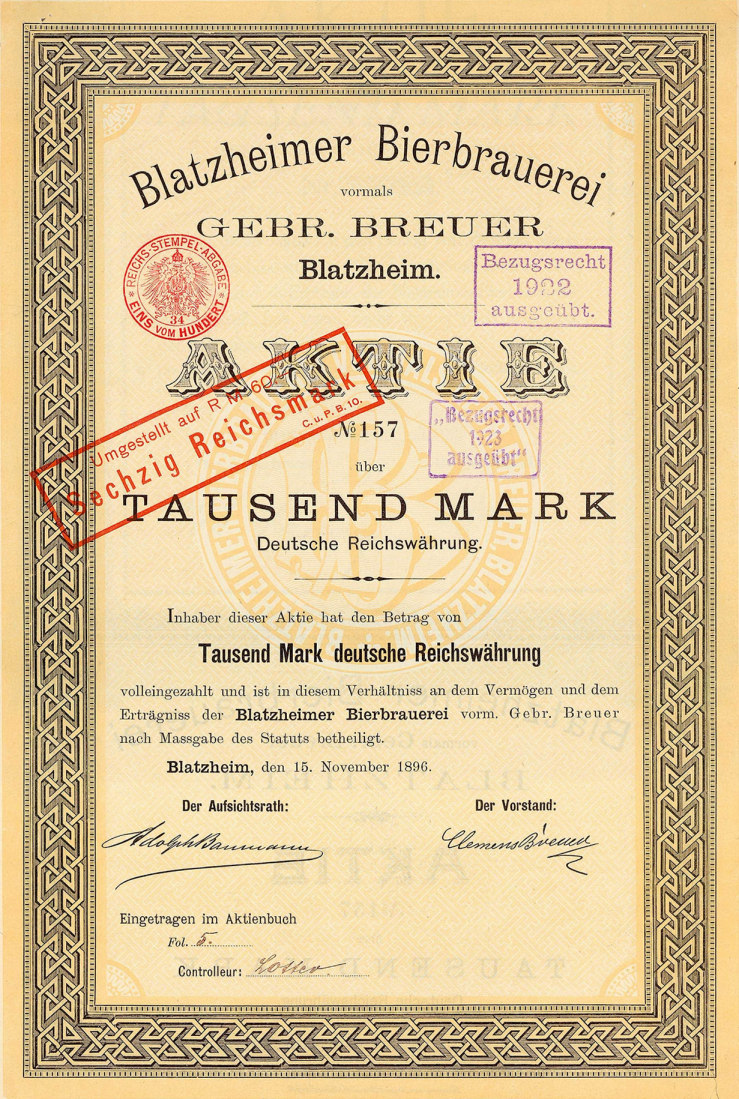 Blatzheimer Bierbrauerei
vormals
GEBR. BREUER
Blatzheim.
REICHS-STEMPEL-ABGABE
34
EINS VOM HUNDERT
Bezugsrecht
1922
ausgeübt.
AKTIE
Umgestellt auf R M 60
Sechzig Reichsmark
C. u. P. B. 10.
№ 157
„Bezugsrecht
1923
ausgeübt“
über
TAUSEND MARK
Deutsche Reichswährung.
Inhaber dieser Aktie hat den Betrag von
Tausend Mark deutsche Reichswährung
volleingezahlt und ist in diesem Verhältniss an dem Vermögen und dem
Erträgniss der Blatzheimer Bierbrauerei vorm. Gebr. Breuer
nach Massgabe des Statuts betheiligt.
Blatzheim, den 15. November 1896.
Der Aufsichtsrath:
Der Vorstand:
Adolph Baumann
Clemens Breuer
Eingetragen im Aktienbuch
Fol. 5.
Controlleur: